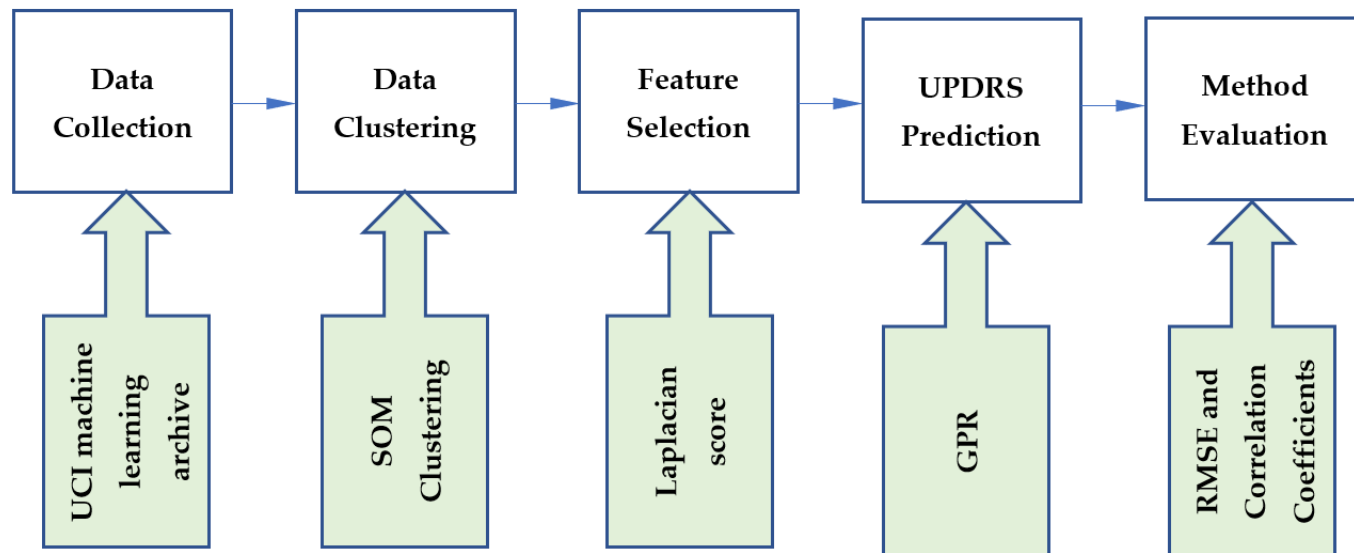 Data
Collection
Data
Clustering
Feature
Selection
UPDRS
Prediction
Method
Evaluation
UCI machine
learning
archive
SOM
Clustering
Laplacian
score
GPR
RMSE and
Correlation
Coefficients